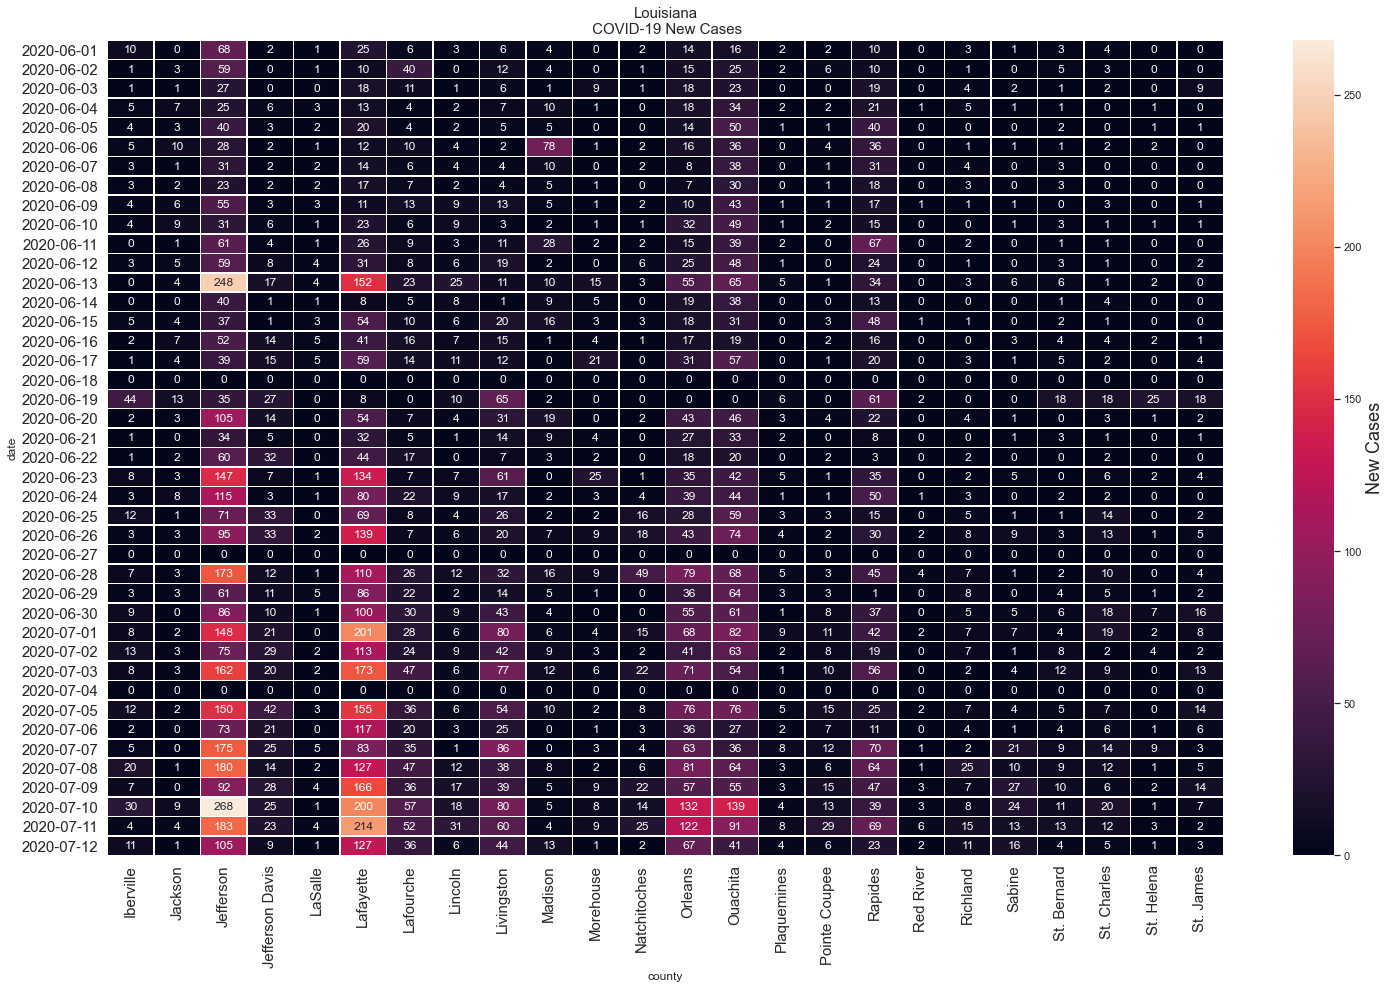 Louisiana
COVID-19 New Cases
2020-06-01 10 0 68 2 1 25 6 3 6 4 0 2 14 16 2 2 10 0 3 1 3 4 0 0
2020-06-02 1 3 59 0 1 10 40 0 12 4 0 1 15 25 2 6 10 0 1 0 5 3 0 0
2020-06-03 1 1 27 0 0 18 11 1 6 1 9 1 18 23 0 0 19 0 4 2 1 2 0 9
2020-06-04 5 7 25 6 3 13 4 2 7 10 1 0 18 34 2 2 21 1 5 1 1 0 1 0
2020-06-05 4 3 40 3 2 20 4 2 5 5 0 0 14 50 1 1 40 0 0 0 2 0 1 1
2020-06-06 5 10 28 2 1 12 10 4 2 78 1 2 16 36 0 4 36 0 1 1 1 2 2 0
2020-06-07 3 1 31 2 2 14 6 4 4 10 0 2 8 38 0 1 31 0 4 0 3 0 0 0
2020-06-08 3 2 23 2 2 17 7 2 4 5 1 0 7 30 0 1 18 0 3 0 3 0 0 0
2020-06-09 4 6 55 3 3 11 13 9 13 5 1 2 10 43 1 1 17 1 1 1 0 3 0 1
2020-06-10 4 9 31 6 1 23 6 9 3 2 1 1 32 49 1 2 15 0 0 1 3 1 1 1
2020-06-11 0 1 61 4 1 26 9 3 11 28 2 2 15 39 2 0 67 0 2 0 1 1 0 0
2020-06-12 3 5 59 8 4 31 8 6 19 2 0 6 25 48 1 0 24 0 1 0 3 1 0 2
2020-06-13 0 4 248 17 4 152 23 25 11 10 15 3 55 65 5 1 34 0 3 6 6 1 2 0
2020-06-14 0 0 40 1 1 8 5 8 1 9 5 0 19 38 0 0 13 0 0 0 1 4 0 0
2020-06-15 5 4 37 1 3 54 10 6 20 16 3 3 18 31 0 3 48 1 1 0 2 1 0 0
2020-06-16 2 7 52 14 5 41 16 7 15 1 4 1 17 19 0 2 16 0 0 3 4 4 2 1
2020-06-17 1 4 39 15 5 59 14 11 12 0 21 0 31 57 0 1 20 0 3 1 5 2 0 4
2020-06-18 0 0 0 0 0 0 0 0 0 0 0 0 0 0 0 0 0 0 0 0 0 0 0 0
2020-06-19 44 13 35 27 0 8 0 10 65 2 0 0 0 0 6 0 61 2 0 0 18 18 25 18
2020-06-20 2 3 105 14 0 54 7 4 31 19 0 4 43 46 3 4 22 0 4 1 0 3 1 2
2020-06-21 1 0 34 5 0 32 5 1 14 9 4 0 27 33 2 0 8 0 0 1 3 1 0 1
2020-06-22 1 2 60 32 0 44 17 0 7 3 2 0 18 20 0 2 3 0 2 0 0 2 0 0
2020-06-23 8 3 147 7 1 134 7 7 61 0 25 1 35 42 5 1 35 0 2 5 0 6 2 4
2020-06-24 3 8 115 3 1 80 22 9 17 2 3 4 39 44 1 1 50 1 3 0 2 2 0 0
2020-06-25 12 1 71 33 0 69 8 4 26 2 2 16 28 59 3 3 15 0 5 1 1 14 0 2
2020-06-26 3 3 95 33 2 139 7 6 20 7 9 18 43 74 4 2 30 2 8 9 3 13 1 5
2020-06-27 0 0 0 0 0 0 0 0 0 0 0 0 0 0 0 0 0 0 0 0 0 0 0 0
2020-06-28 7 3 173 12 1 110 26 12 32 16 9 49 79 68 5 3 45 4 7 1 2 10 0 4
2020-06-29 3 3 61 11 5 86 22 2 14 5 1 0 36 64 3 3 1 0 8 0 4 5 1 2
2020-06-30 9 0 86 10 1 100 30 9 43 4 0 0 55 61 1 8 37 0 5 5 6 18 7 16
2020-07-01 8 2 148 21 0 201 28 6 80 6 4 15 68 82 9 11 42 2 7 7 4 19 2 8
2020-07-02 13 3 75 29 2 113 24 9 42 9 3 2 41 63 2 8 19 0 7 1 8 2 4 2
2020-07-03 8 3 162 20 2 173 47 6 77 12 6 22 71 54 1 10 56 0 2 4 12 9 0 13
2020-07-04 0 0 0 0 0 0 0 0 0 0 0 0 0 0 0 0 0 0 0 0 0 0 0 0
2020-07-05 12 2 150 42 3 155 36 6 54 10 2 8 76 76 5 15 25 2 7 4 5 7 0 14
2020-07-06 2 0 73 21 0 117 20 3 25 0 1 3 36 27 2 7 11 0 4 1 4 6 1 6
2020-07-07 5 0 175 25 5 83 35 1 86 0 3 4 63 36 8 12 70 1 2 21 9 14 9 3
2020-07-08 20 1 180 14 2 127 47 12 38 8 2 6 81 64 3 6 64 1 25 10 9 12 1 5
2020-07-09 7 0 92 28 4 166 36 17 39 5 9 22 57 55 3 15 47 3 7 27 10 6 2 14
2020-07-10 30 9 268 25 1 200 57 18 80 5 8 14 132 139 4 13 39 3 8 24 11 20 1 7
2020-07-11 4 4 183 23 4 214 52 31 60 4 9 25 122 91 8 29 69 6 15 13 13 12 3 2
2020-07-12 11 1 105 9 1 127 36 6 44 13 1 2 67 41 4 6 23 2 11 16 4 5 1 3
date
Iberville Jackson Jefferson Jefferson Davis LaSalle Lafayette Lafourche Lincoln Livingston Madison Morehouse Natchitoches Orleans Ouachita Plaquemines Pointe Coupee Rapides Red River Richland Sabine St. Bernard St. Charles St. Helena St. James
county
250
200
150
100
50
0
New Cases